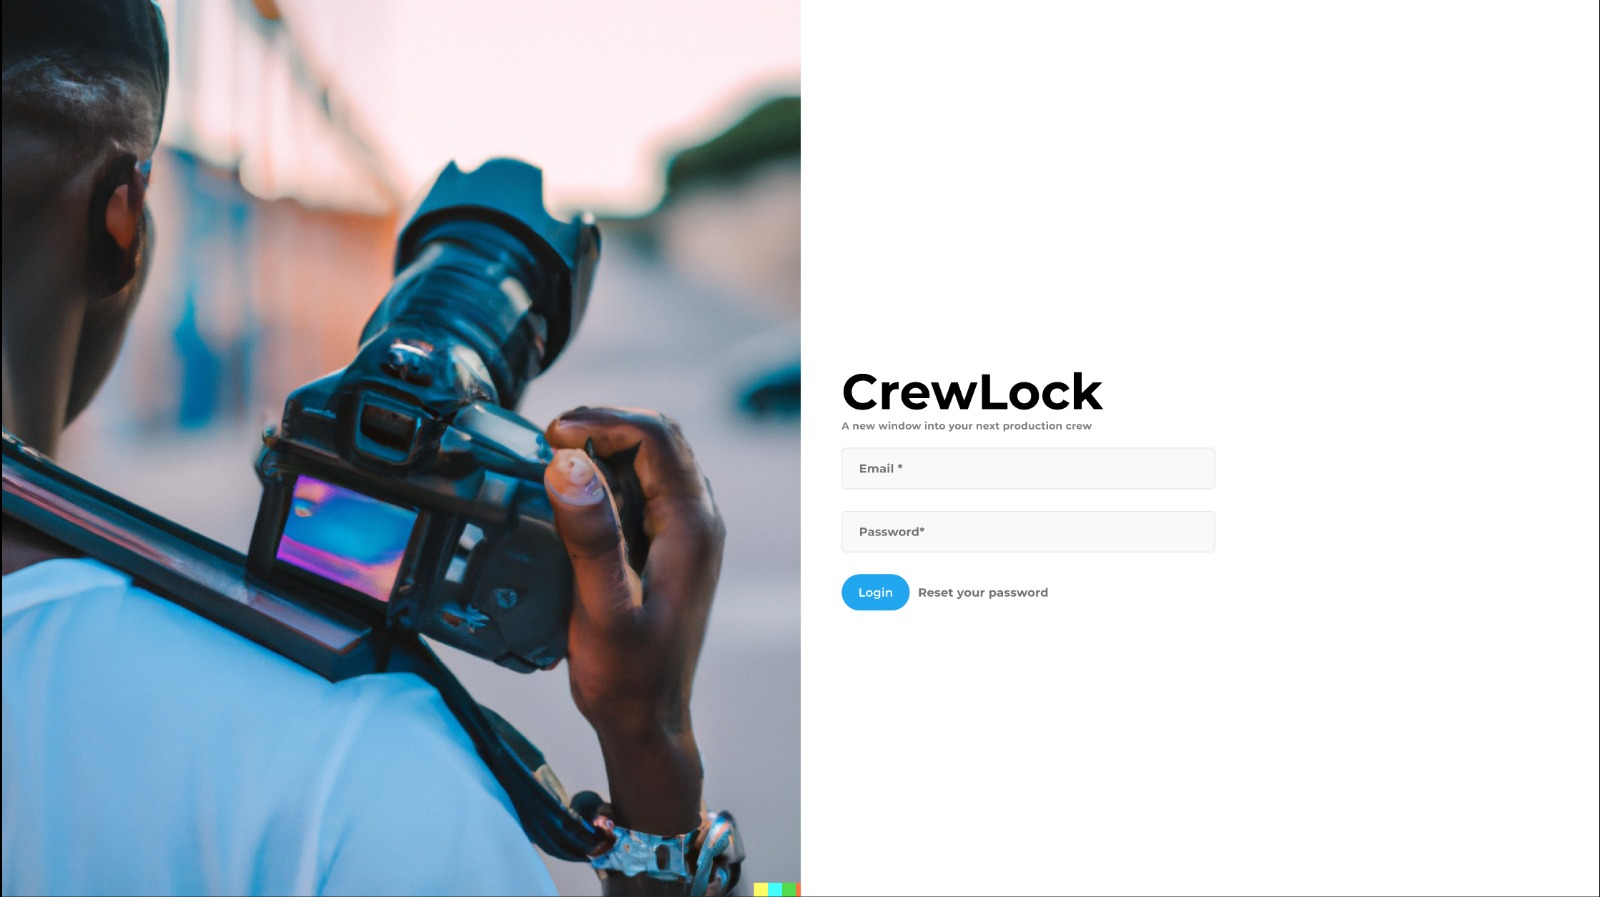 CrewLock
A new window into your next production crew
Email *
Password*
Login
Reset your password